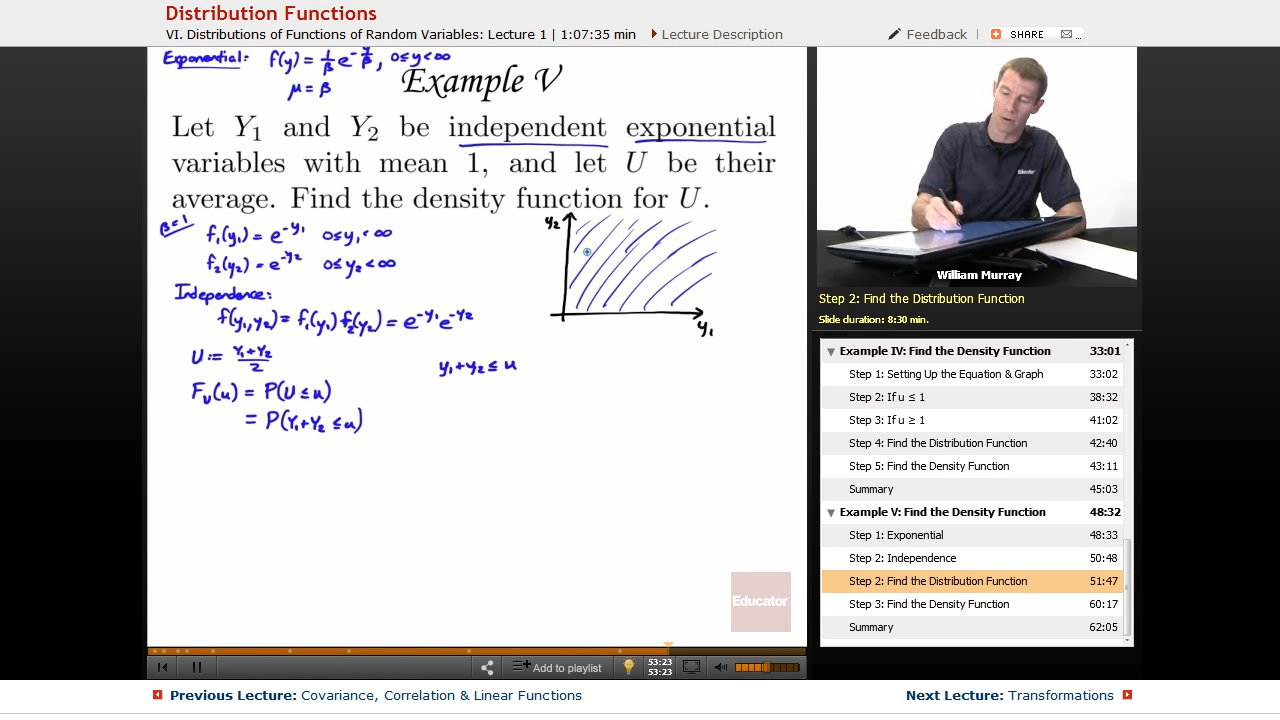 Distribution Functions
VI. Distributions of Functions of Random Variables: Lecture 1 | 1:07:35 min
Lecture Description
Feedback
SHARE
Exponential: f(y) = 1/β e^-y/β, 0≤y<∞
μ = β
Example V
Let Y₁ and Y₂ be independent exponential
variables with mean 1, and let U be their
average. Find the density function for U.
β=1
f₁(y₁) = e^-y₁ 0≤y₁<∞
f₂(y₂) = e^-y₂ 0≤y₂<∞
Independence:
f(y₁,y₂) = f₁(y₁)f₂(y₂) = e^-y₁e^-y₂
U := Y₁+Y₂/2
y₁+y₂ ≤ u
F_U(u) = P(U ≤ u)
= P(Y₁+Y₂ ≤ u)
y₂
y₁
Educator
Add to playlist
53:23
53:23
Educator
William Murray
Step 2: Find the Distribution Function
Slide duration: 8:30 min.
Example IV: Find the Density Function 33:01
Step 1: Setting Up the Equation & Graph 33:02
Step 2: If u ≤ 1 38:32
Step 3: If u ≥ 1 41:02
Step 4: Find the Distribution Function 42:40
Step 5: Find the Density Function 43:11
Summary 45:03
Example V: Find the Density Function 48:32
Step 1: Exponential 48:33
Step 2: Independence 50:48
Step 2: Find the Distribution Function 51:47
Step 3: Find the Density Function 60:17
Summary 62:05
Previous Lecture: Covariance, Correlation & Linear Functions
Next Lecture: Transformations